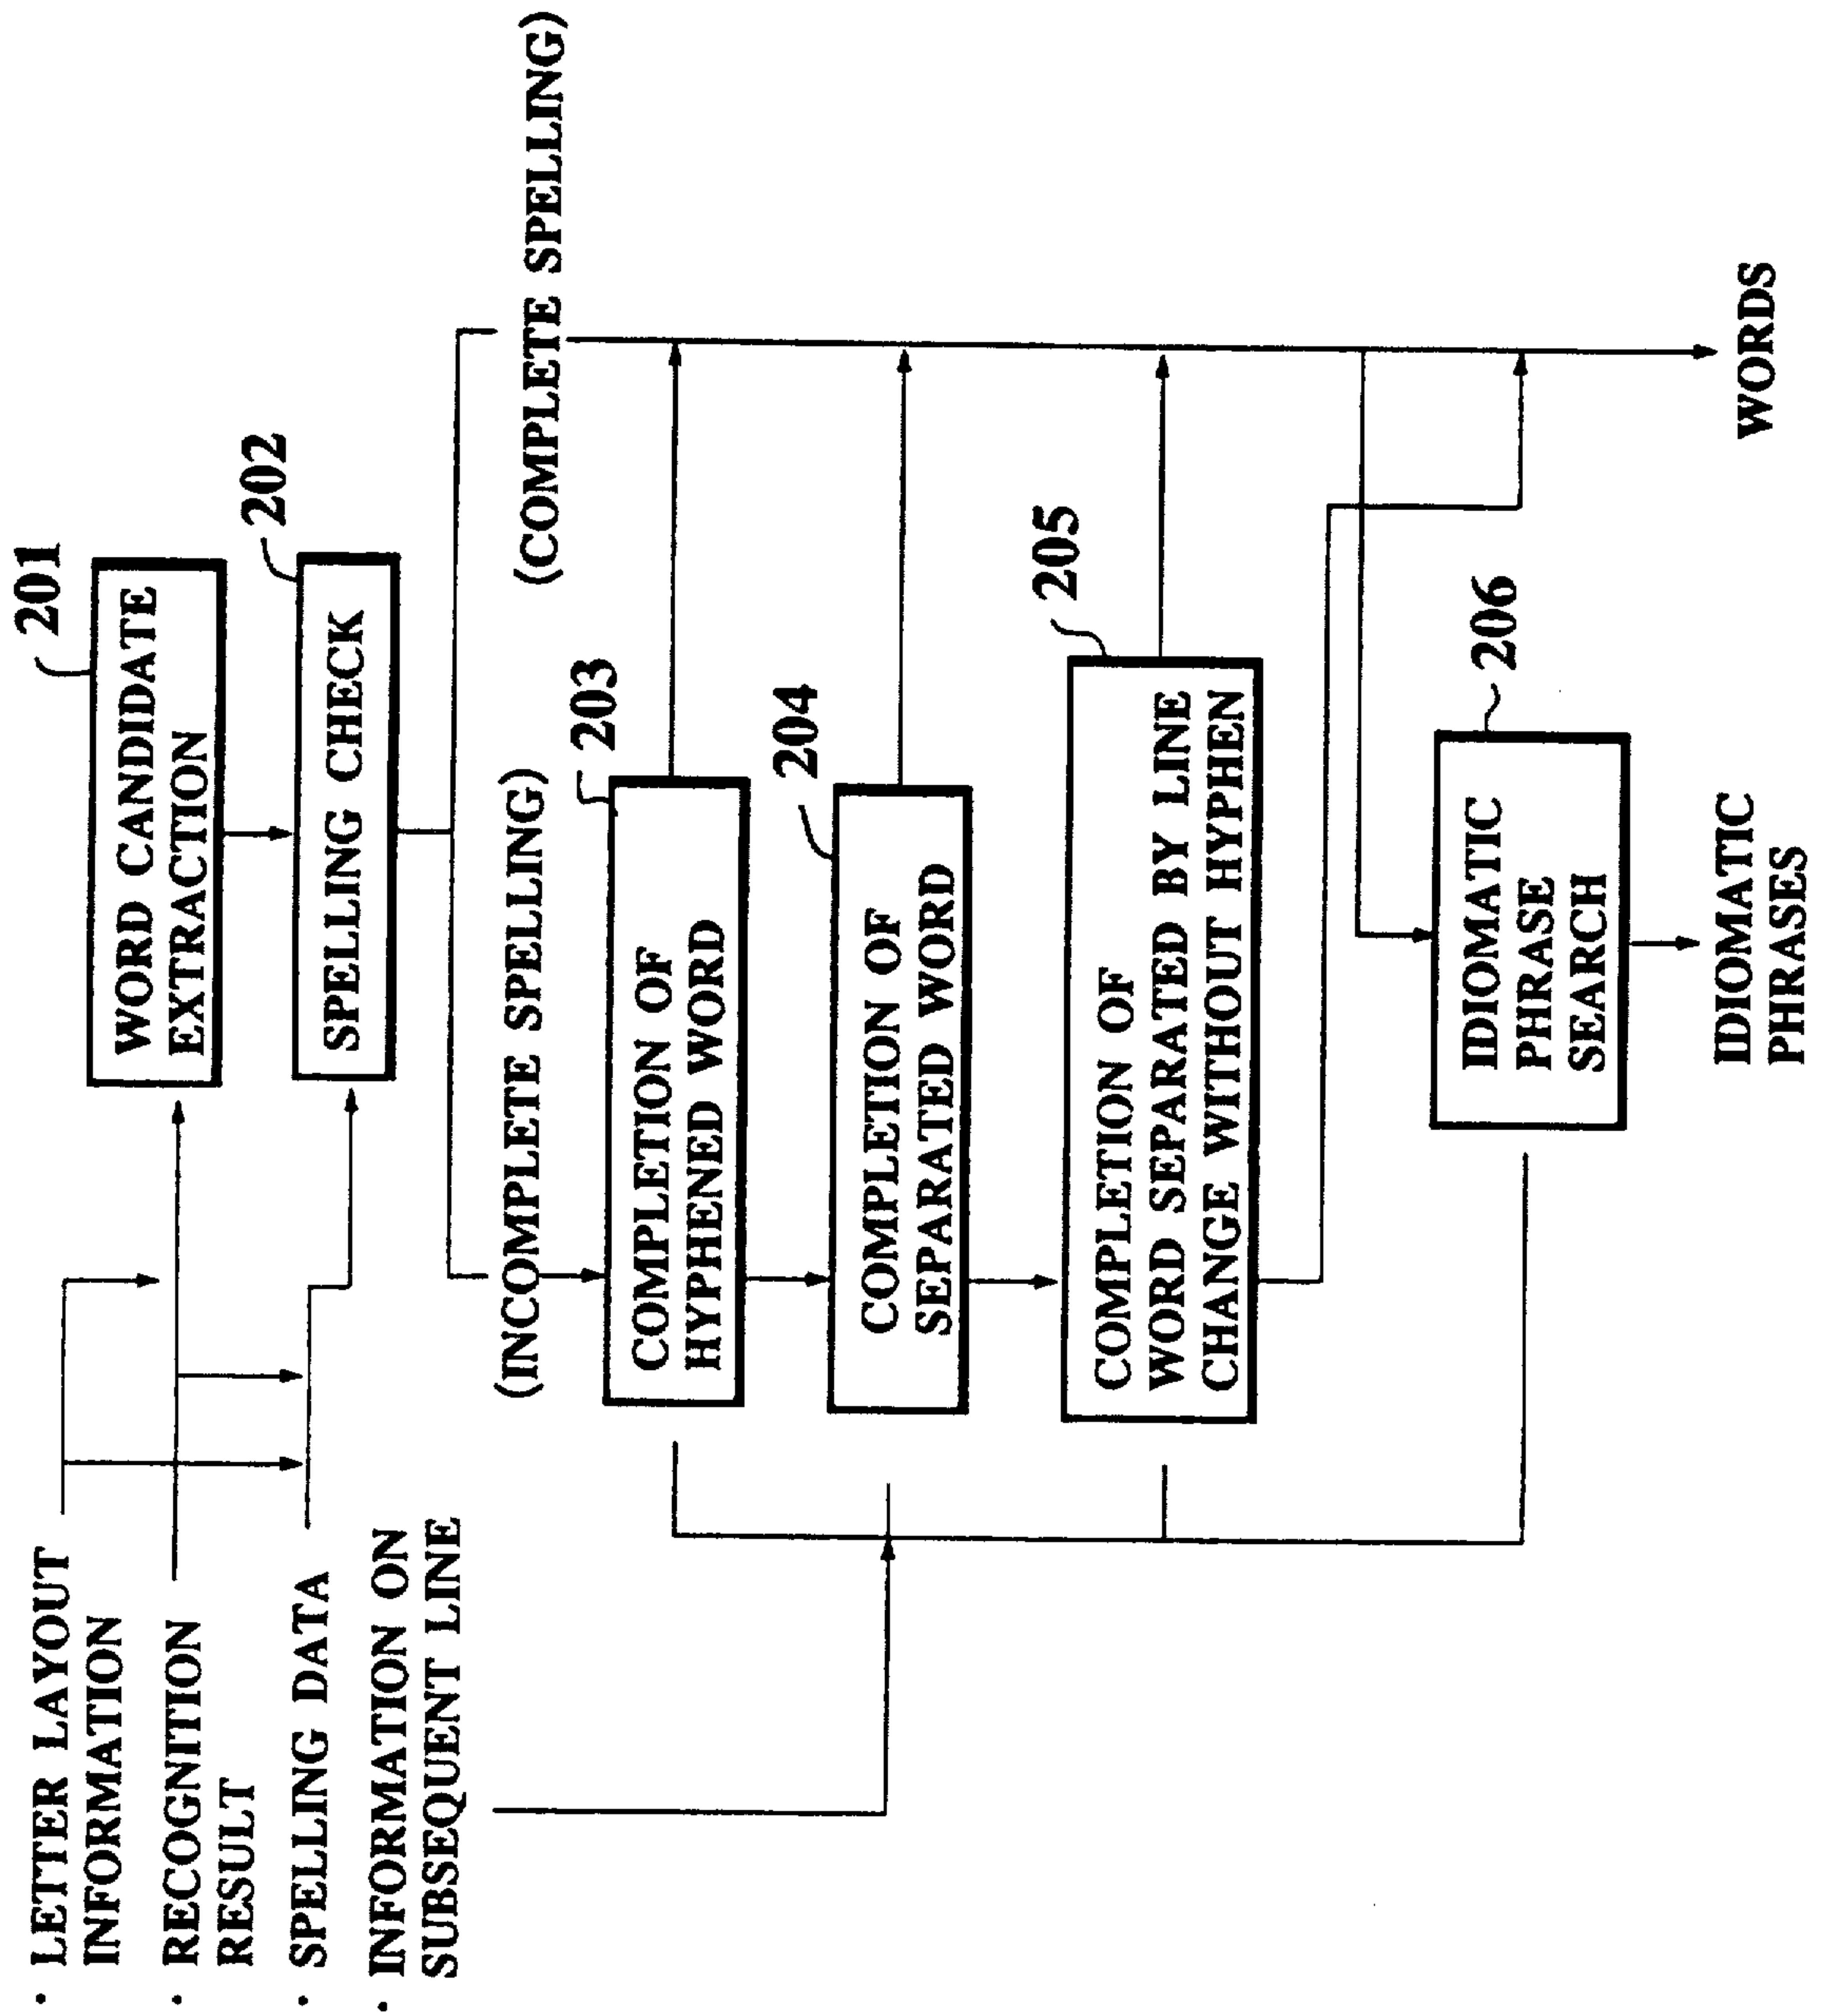 · LETTER LAYOUT
INFORMATION
· RECOGNITION
RESULT
· SPELLING DATA
· INFORMATION ON
SUBSEQUENT LINE
201
WORD CANDIDATE
EXTRACTION
202
SPELLING CHECK
(INCOMPLETE SPELLING)
(COMPLETE SPELLING)
203
COMPLETION OF
HYPHENED WORD
204
COMPLETION OF
SEPARATED WORD
205
COMPLETION OF
WORD SEPARATED BY LINE
CHANGE WITHOUT HYPHEN
206
IDIOMATIC
PHRASE
SEARCH
IDIOMATIC
PHRASES
WORDS